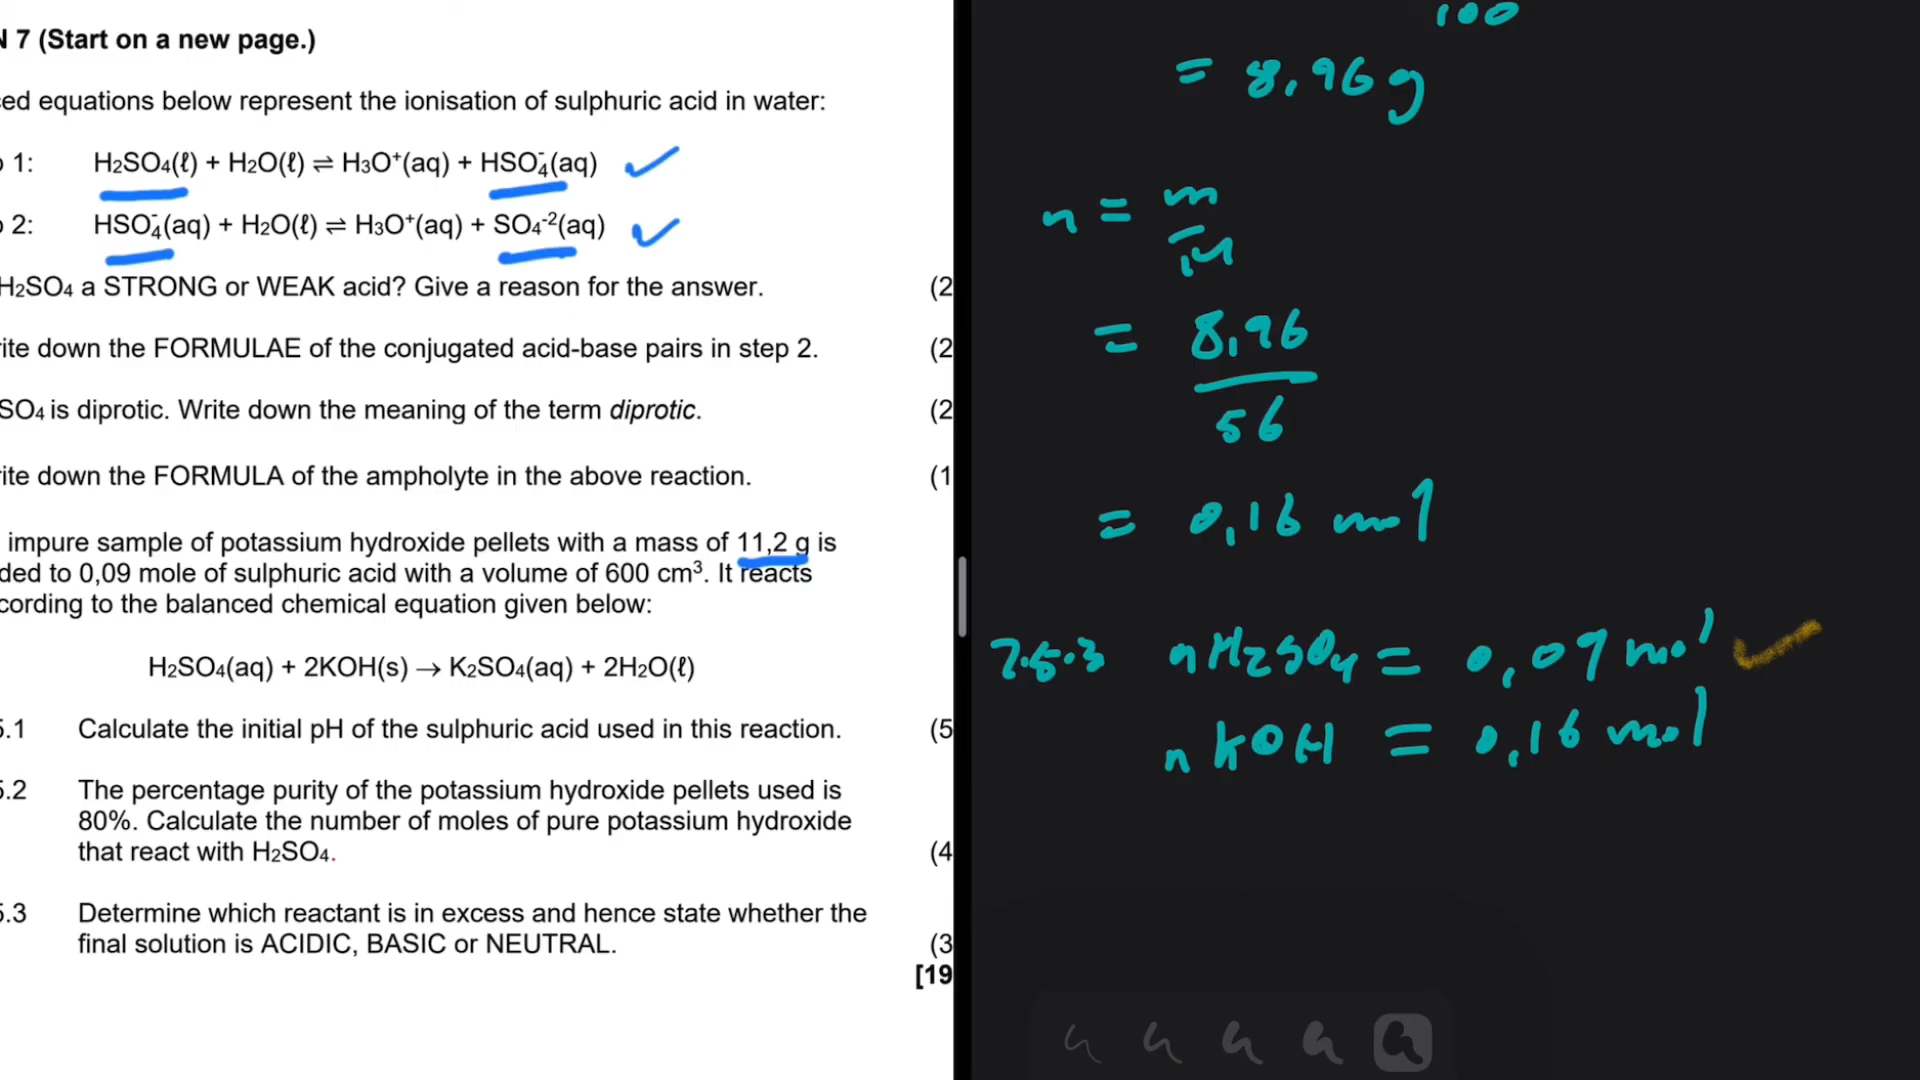 N 7 (Start on a new page.)
ed equations below represent the ionisation of sulphuric acid in water:
1: H₂SO₄(ℓ) + H₂O(ℓ) ⇌ H₃O⁺(aq) + HSO₄⁻(aq)
2: HSO₄⁻(aq) + H₂O(ℓ) ⇌ H₃O⁺(aq) + SO₄⁻²(aq)
H₂SO₄ a STRONG or WEAK acid? Give a reason for the answer. (2
ite down the FORMULAE of the conjugated acid-base pairs in step 2. (2
SO₄ is diprotic. Write down the meaning of the term diprotic. (2
ite down the FORMULA of the ampholyte in the above reaction. (1
impure sample of potassium hydroxide pellets with a mass of 11,2 g is
ded to 0,09 mole of sulphuric acid with a volume of 600 cm³. It reacts
cording to the balanced chemical equation given below:
H₂SO₄(aq) + 2KOH(s) → K₂SO₄(aq) + 2H₂O(ℓ)
5.1 Calculate the initial pH of the sulphuric acid used in this reaction. (5
5.2 The percentage purity of the potassium hydroxide pellets used is
80%. Calculate the number of moles of pure potassium hydroxide
that react with H₂SO₄. (4
5.3 Determine which reactant is in excess and hence state whether the
final solution is ACIDIC, BASIC or NEUTRAL. (3
[19
100
= 8,96 g
n = m
M
= 8,96
56
= 0,16 mol
7.5.3 nH₂SO₄ = 0,09 mol
nKOH = 0,16 mol